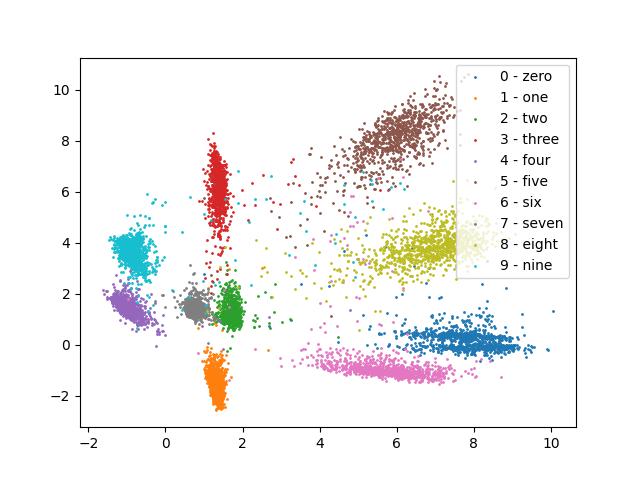 0 - zero
1 - one
2 - two
3 - three
4 - four
5 - five
6 - six
7 - seven
8 - eight
9 - nine
10
8
6
4
2
0
−2
−2
0
2
4
6
8
10